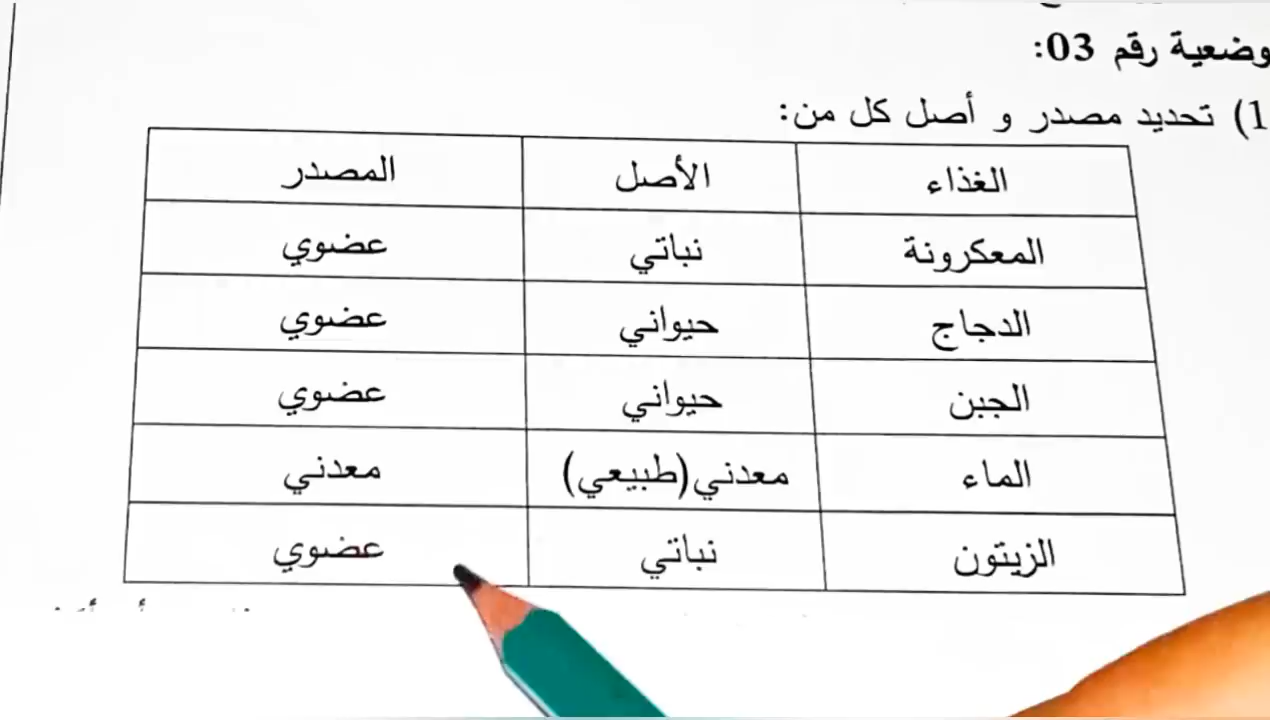 وضعية رقم 03:
1) تحديد مصدر و أصل كل من:
الغذاء الأصل المصدر
المعكرونة نباتي عضوي
الدجاج حيواني عضوي
الجبن حيواني عضوي
الماء معدني(طبيعي) معدني
الزيتون نباتي عضوي